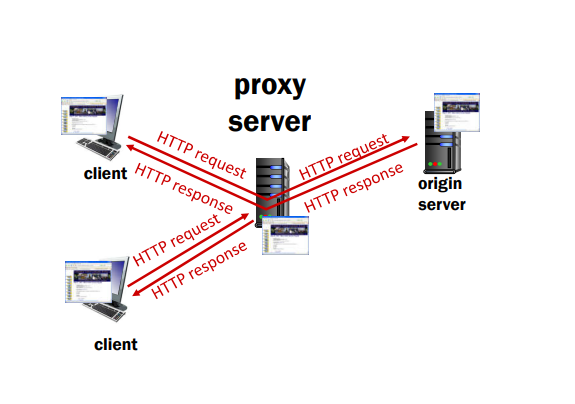 proxy
server
HTTP request
HTTP request
client
HTTP response
HTTP response
origin
server
HTTP request
HTTP response
client